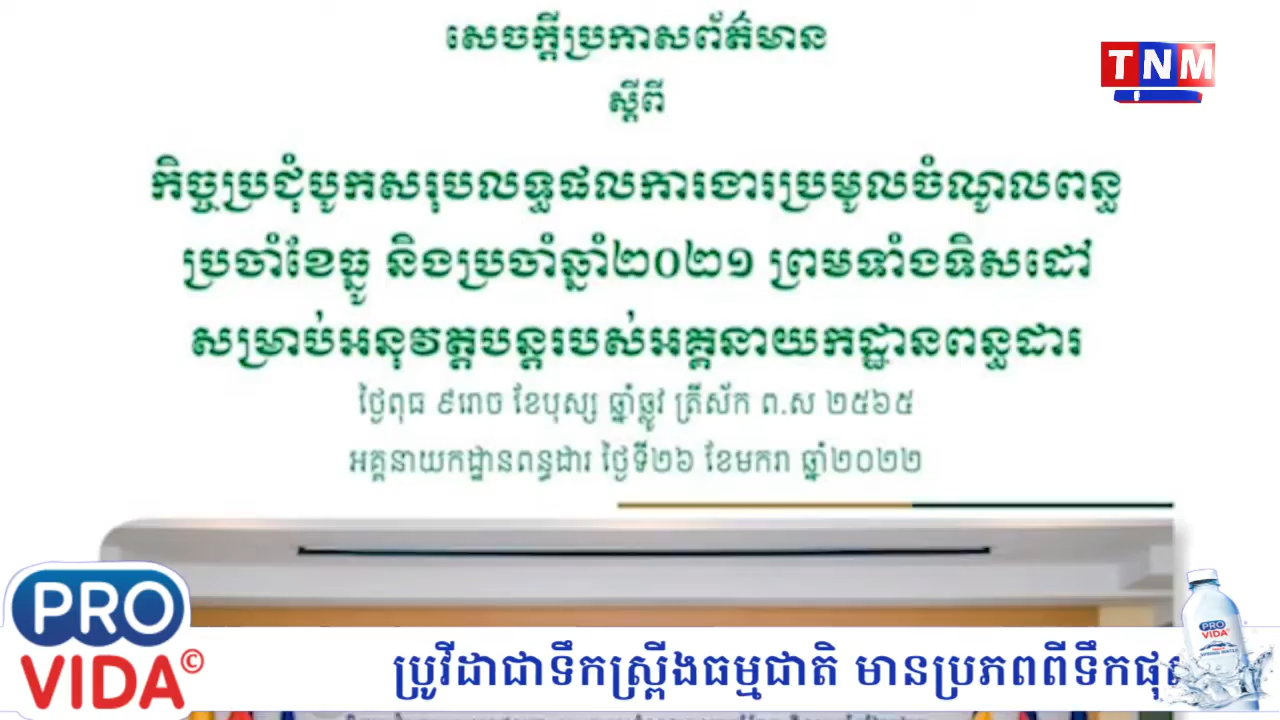 សេចក្ដីប្រកាសព័ត៌មាន
TNM
ស្ដីពី
កិច្ចប្រជុំបូកសរុបលទ្ធផលការងារប្រមូលចំណូលពន្ធ
ប្រចាំខែធ្នូ និងប្រចាំឆ្នាំ២០២១ ព្រមទាំងទិសដៅ
សម្រាប់អនុវត្តបន្តរបស់អគ្គនាយកដ្ឋានពន្ធដារ
ថ្ងៃពុធ ៩រោច ខែបុស្ស ឆ្នាំឆ្លូវ ត្រីស័ក ព.ស ២៥៦៥
អគ្គនាយកដ្ឋានពន្ធដារ ថ្ងៃទី២៦ ខែមករា ឆ្នាំ២០២២
PRO
VIDA©
ប្រូវីដាជាទឹកស្ព្រីងធម្មជាតិ មានប្រភពពីទឹកផុស
PRO
VIDA